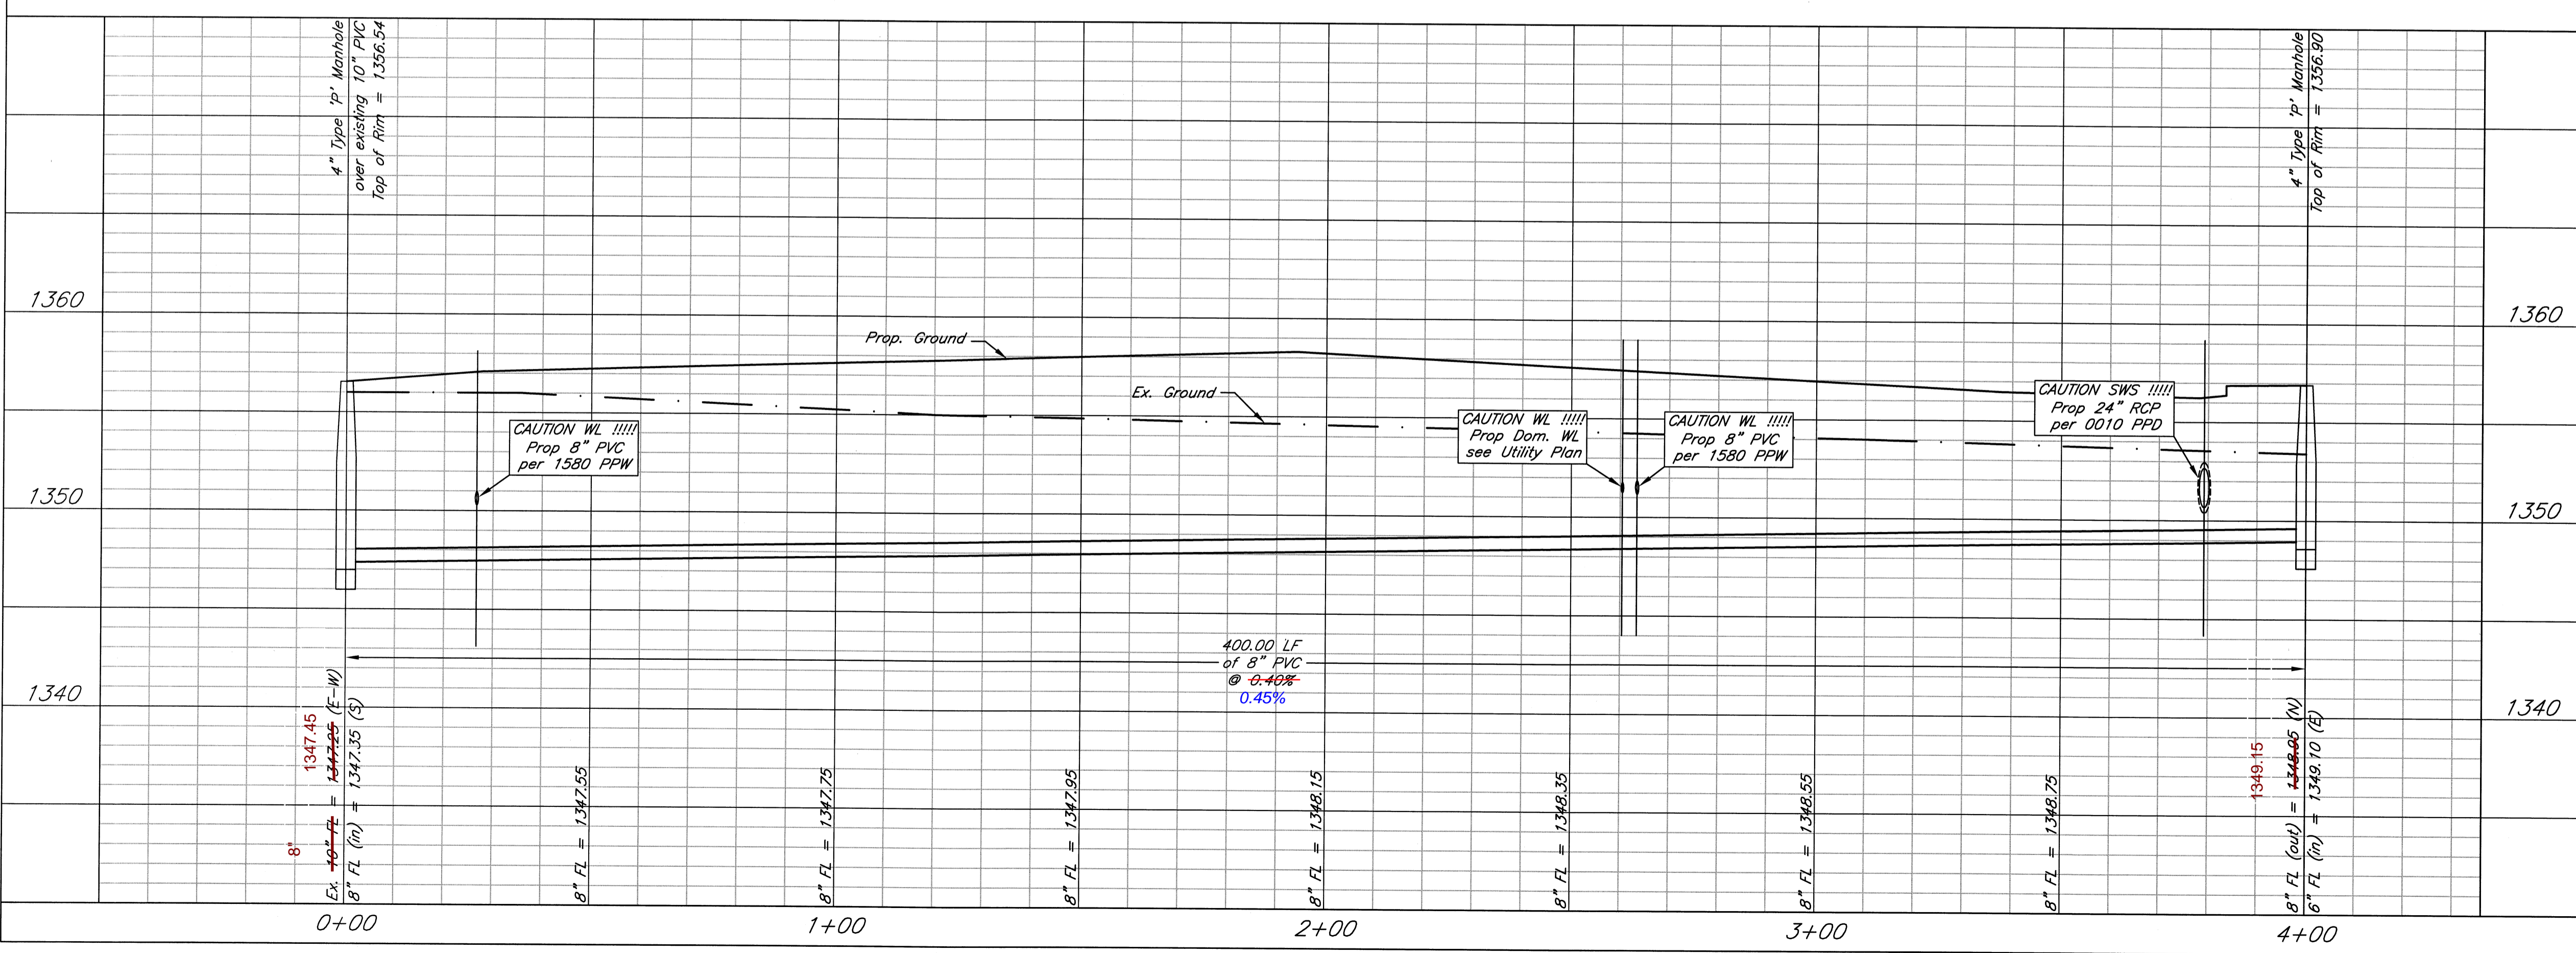 4" Type 'P' Manhole
over existing 10" PVC
Top of Rim = 1356.54
4" Type 'P' Manhole
Top of Rim = 1356.90
1360
1360
Prop. Ground
Ex. Ground
CAUTION WL !!!!!
Prop 8" PVC
per 1580 PPW
CAUTION WL !!!!!
Prop Dom. WL
see Utility Plan
CAUTION WL !!!!!
Prop 8" PVC
per 1580 PPW
CAUTION SWS !!!!!
Prop 24" RCP
per 0010 PPD
1350
1350
400.00 LF
of 8" PVC
@ 0.40%
0.45%
1340
1340
1347.45
8"
Ex. 10" FL = 1347.25 (E-W)
8" FL (in) = 1347.35 (S)
8" FL = 1347.55
8" FL = 1347.75
8" FL = 1347.95
8" FL = 1348.15
8" FL = 1348.35
8" FL = 1348.55
8" FL = 1348.75
1349.15
8" FL (out) = 1348.95 (N)
6" FL (in) = 1349.10 (E)
0+00
1+00
2+00
3+00
4+00